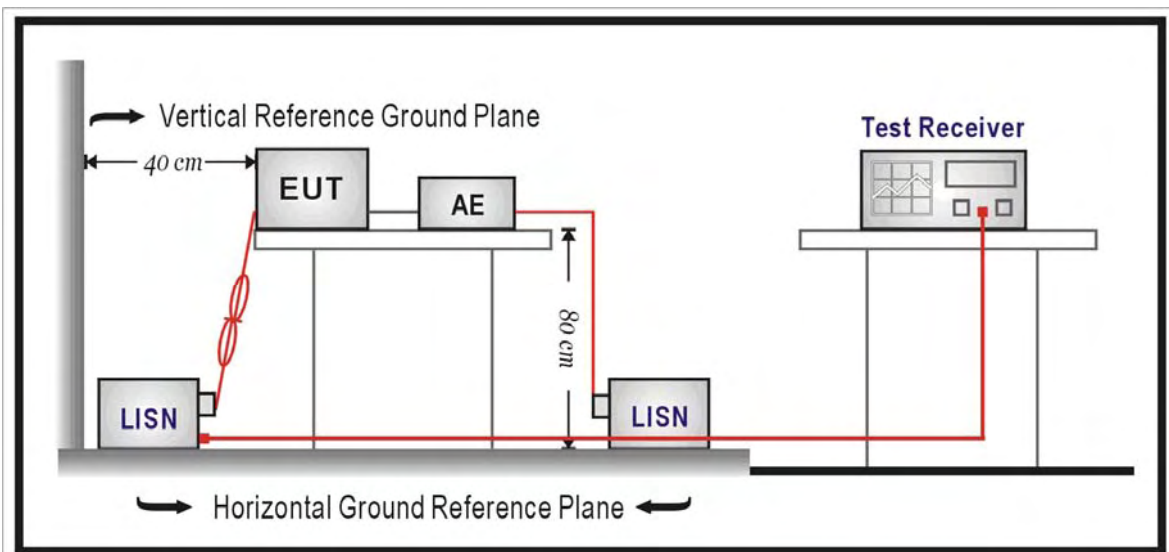 Vertical Reference Ground Plane
Test Receiver
40 cm
EUT
AE
80 cm
LISN
LISN
Horizontal Ground Reference Plane